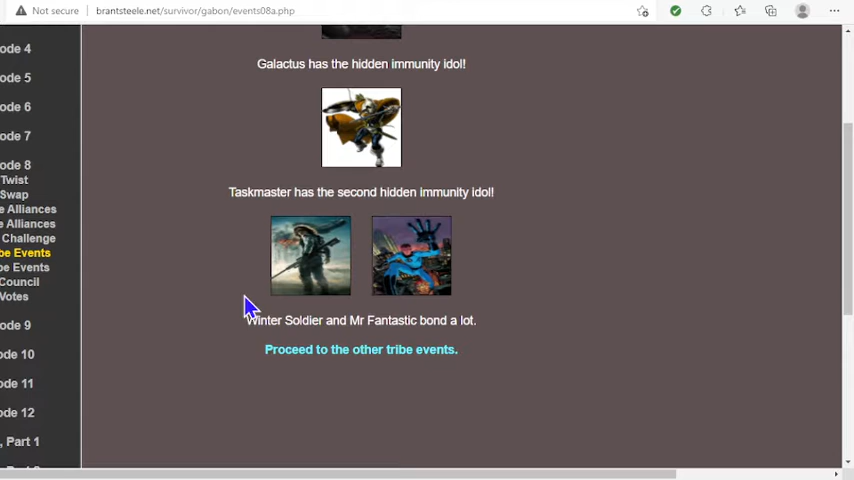 Not secure
brantsteele.net/survivor/gabon/events08a.php
ode 4
ode 5
ode 6
ode 7
ode 8
Twist
Swap
e Alliances
e Alliances
Challenge
be Events
be Events
Council
Votes
ode 9
ode 10
ode 11
ode 12
, Part 1
Galactus has the hidden immunity idol!
Taskmaster has the second hidden immunity idol!
Winter Soldier and Mr Fantastic bond a lot.
Proceed to the other tribe events.